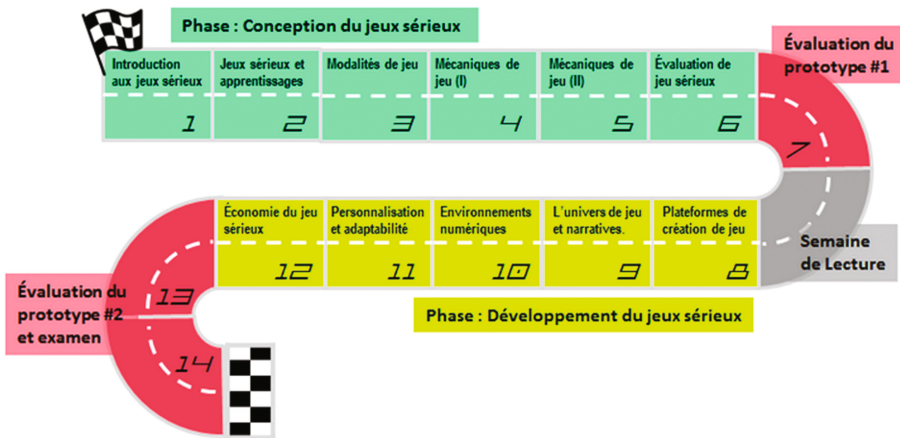 Phase : Conception du jeux sérieux
Introduction
aux jeux sérieux
1
Jeux sérieux et
apprentissages
2
Modalités de jeu
3
Mécaniques de
jeu (I)
4
Mécaniques de
jeu (II)
5
Évaluation de
jeu sérieux
6
Évaluation du
prototype #1
7
Semaine
de Lecture
Plateformes de
création de jeu
8
L'univers de jeu
et narratives.
9
Environnements
numériques
10
Personnalisation
et adaptabilité
11
Économie du jeu
sérieux
12
Phase : Développement du jeux sérieux
Évaluation du
prototype #2
et examen
13
14